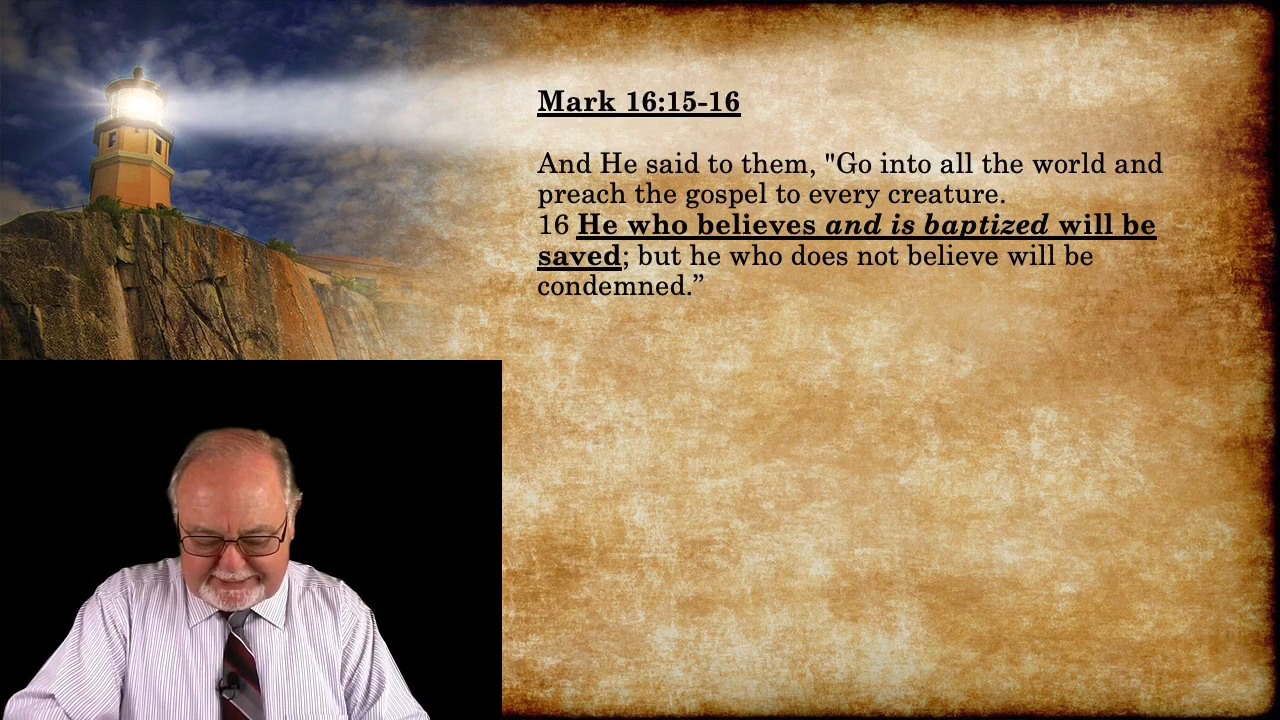 Mark 16:15-16
And He said to them, "Go into all the world and
preach the gospel to every creature.
16 He who believes and is baptized will be
saved; but he who does not believe will be
condemned.”